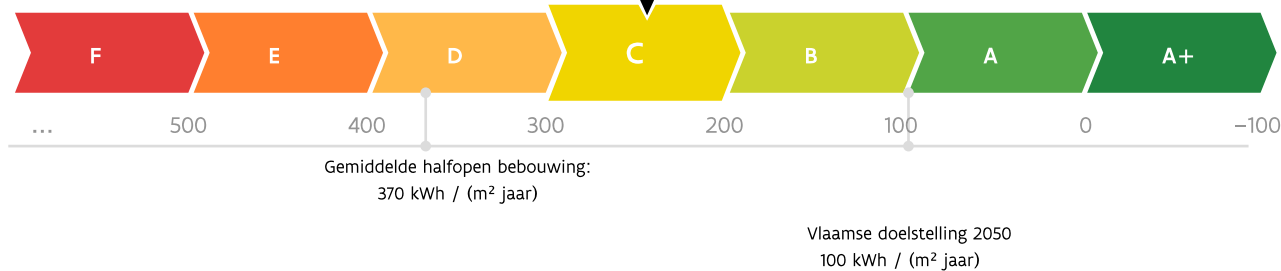 F E D C B A A+
... 500 400 300 200 100 0 −100
Gemiddelde halfopen bebouwing:
370 kWh / (m² jaar)
Vlaamse doelstelling 2050
100 kWh / (m² jaar)